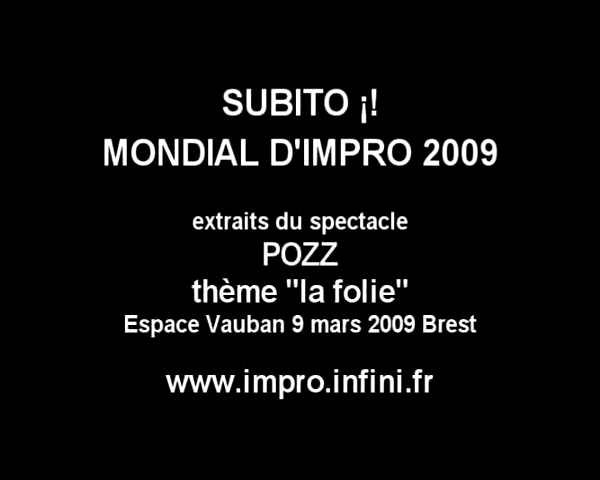 SUBITO ¡!
MONDIAL D'IMPRO 2009
extraits du spectacle
POZZ
thème "la folie"
Espace Vauban 9 mars 2009 Brest
www.impro.infini.fr